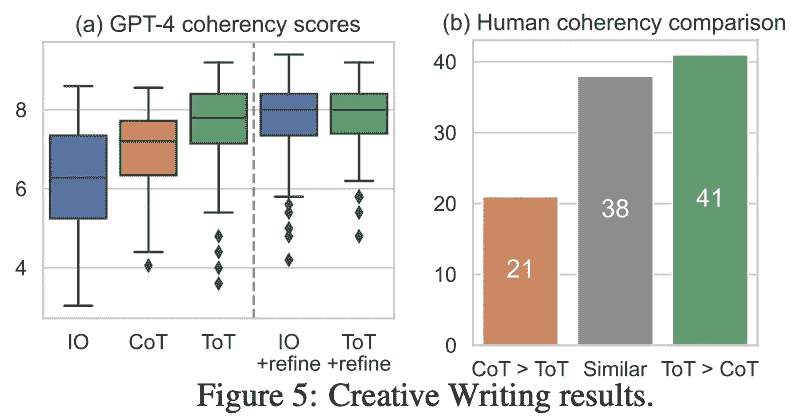 (a) GPT-4 coherency scores
8
6
4
IO
CoT
ToT
IO
+refine
ToT
+refine
(b) Human coherency comparison
40
30
20
10
0
21
38
41
CoT > ToT
Similar
ToT > CoT
Figure 5: Creative Writing results.